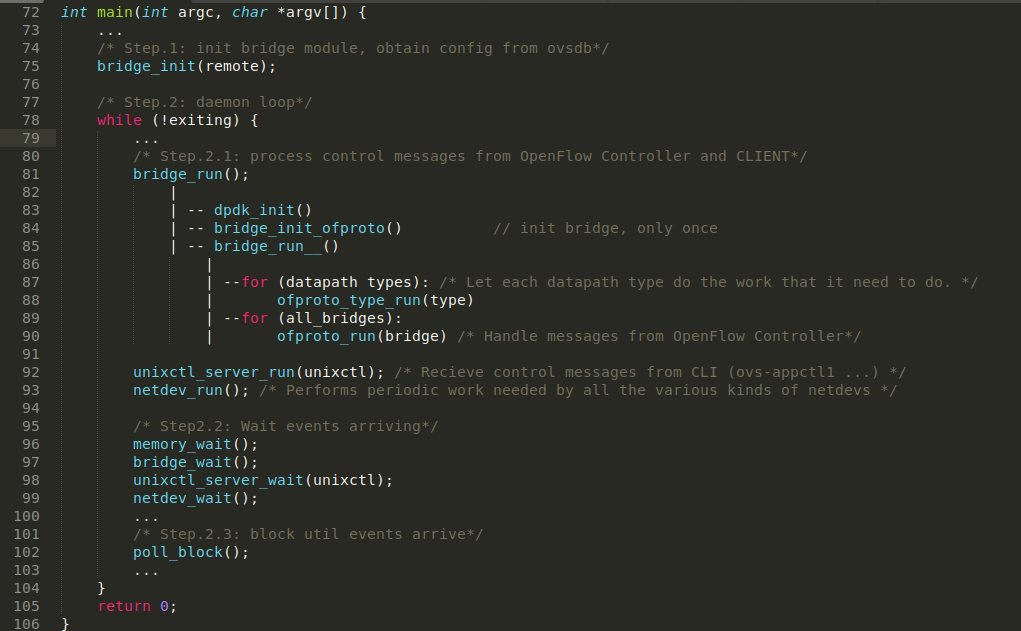 72 int main(int argc, char *argv[]) {
73     ...
74     /* Step.1: init bridge module, obtain config from ovsdb*/
75     bridge_init(remote);
76
77     /* Step.2: daemon loop*/
78     while (!exiting) {
79         ...
80         /* Step.2.1: process control messages from OpenFlow Controller and CLIENT*/
81         bridge_run();
82             |
83             | -- dpdk_init()
84             | -- bridge_init_ofproto()          // init bridge, only once
85             | -- bridge_run__()
86                 |
87                 | --for (datapath types): /* Let each datapath type do the work that it need to do. */
88                 |       ofproto_type_run(type)
89                 | --for (all_bridges):
90                 |       ofproto_run(bridge) /* Handle messages from OpenFlow Controller*/
91
92         unixctl_server_run(unixctl); /* Recieve control messages from CLI (ovs-appctl1 ...) */
93         netdev_run(); /* Performs periodic work needed by all the various kinds of netdevs */
94
95         /* Step2.2: Wait events arriving*/
96         memory_wait();
97         bridge_wait();
98         unixctl_server_wait(unixctl);
99         netdev_wait();
100         ...
101         /* Step.2.3: block util events arrive*/
102         poll_block();
103         ...
104     }
105     return 0;
106 }